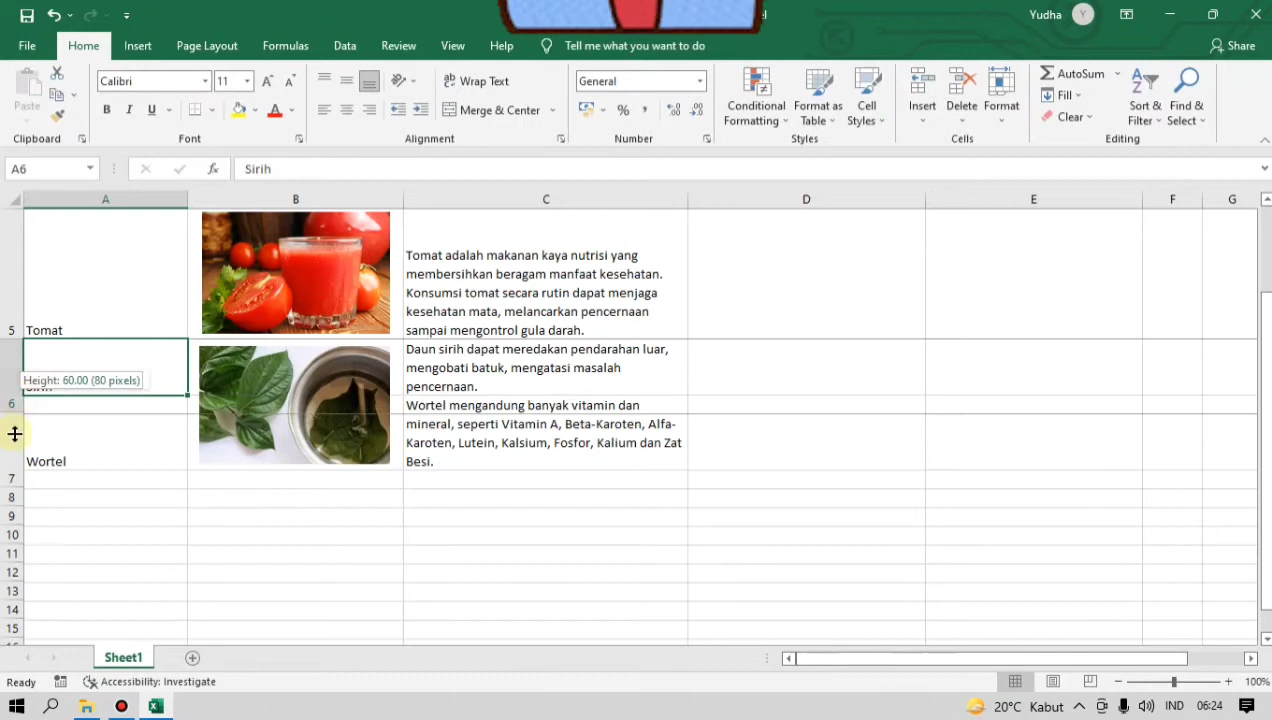 el
Yudha
Y
File
Home
Insert
Page Layout
Formulas
Data
Review
View
Help
Tell me what you want to do
Share
Paste
Clipboard
Calibri
11
B I U
Font
Wrap Text
Merge & Center
Alignment
General
Number
Conditional Formatting
Format as Table
Cell Styles
Styles
Insert
Delete
Format
Cells
AutoSum
Fill
Clear
Sort & Filter
Find & Select
Editing
A6
fx
Sirih
A B C D E F G
Tomat adalah makanan kaya nutrisi yang
membersihkan beragam manfaat kesehatan.
Konsumsi tomat secara rutin dapat menjaga
kesehatan mata, melancarkan pencernaan
5 Tomat sampai mengontrol gula darah.
Daun sirih dapat meredakan pendarahan luar,
mengobati batuk, mengatasi masalah
Height: 60.00 (80 pixels)
pencernaan.
6 Wortel mengandung banyak vitamin dan
mineral, seperti Vitamin A, Beta-Karoten, Alfa-
Karoten, Lutein, Kalsium, Fosfor, Kalium dan Zat
Wortel Besi.
7
8
9
10
11
12
13
14
15
Sheet1
Ready
Accessibility: Investigate
100%
20°C Kabut
IND
06:24